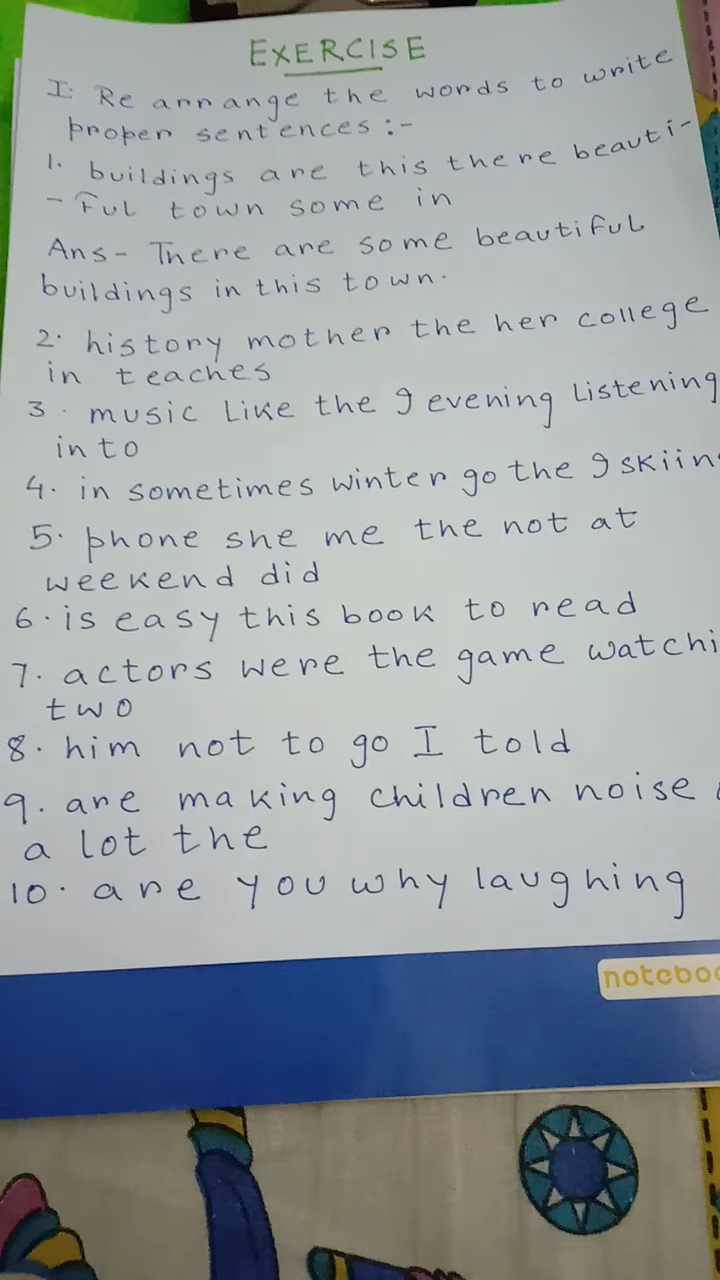 EXERCISE
I. Re arrange the words to write
proper sentences :-
1. buildings are this there beauti-
- Ful town some in
Ans - There are some beautiful
buildings in this town.
2. history mother the her college
in teaches
3. music like the I evening listening
in to
4. in sometimes winter go the I skiin
5. phone she me the not at
weekend did
6. is easy this book to read
7. actors were the game watchi
two
8. him not to go I told
9. are making children noise
a lot the
10. are you why laughing
noteboo